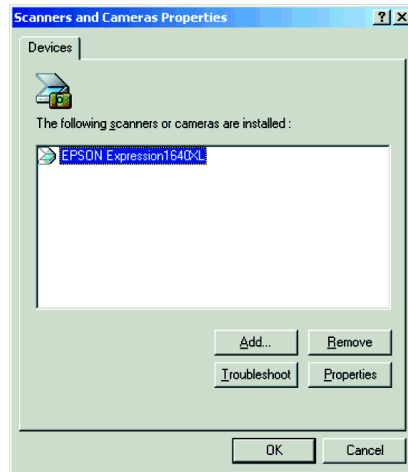 Scanners and Cameras Properties
Devices
The following scanners or cameras are installed :
EPSON Expression1640XL
Add... Remove
Troubleshoot Properties
OK Cancel